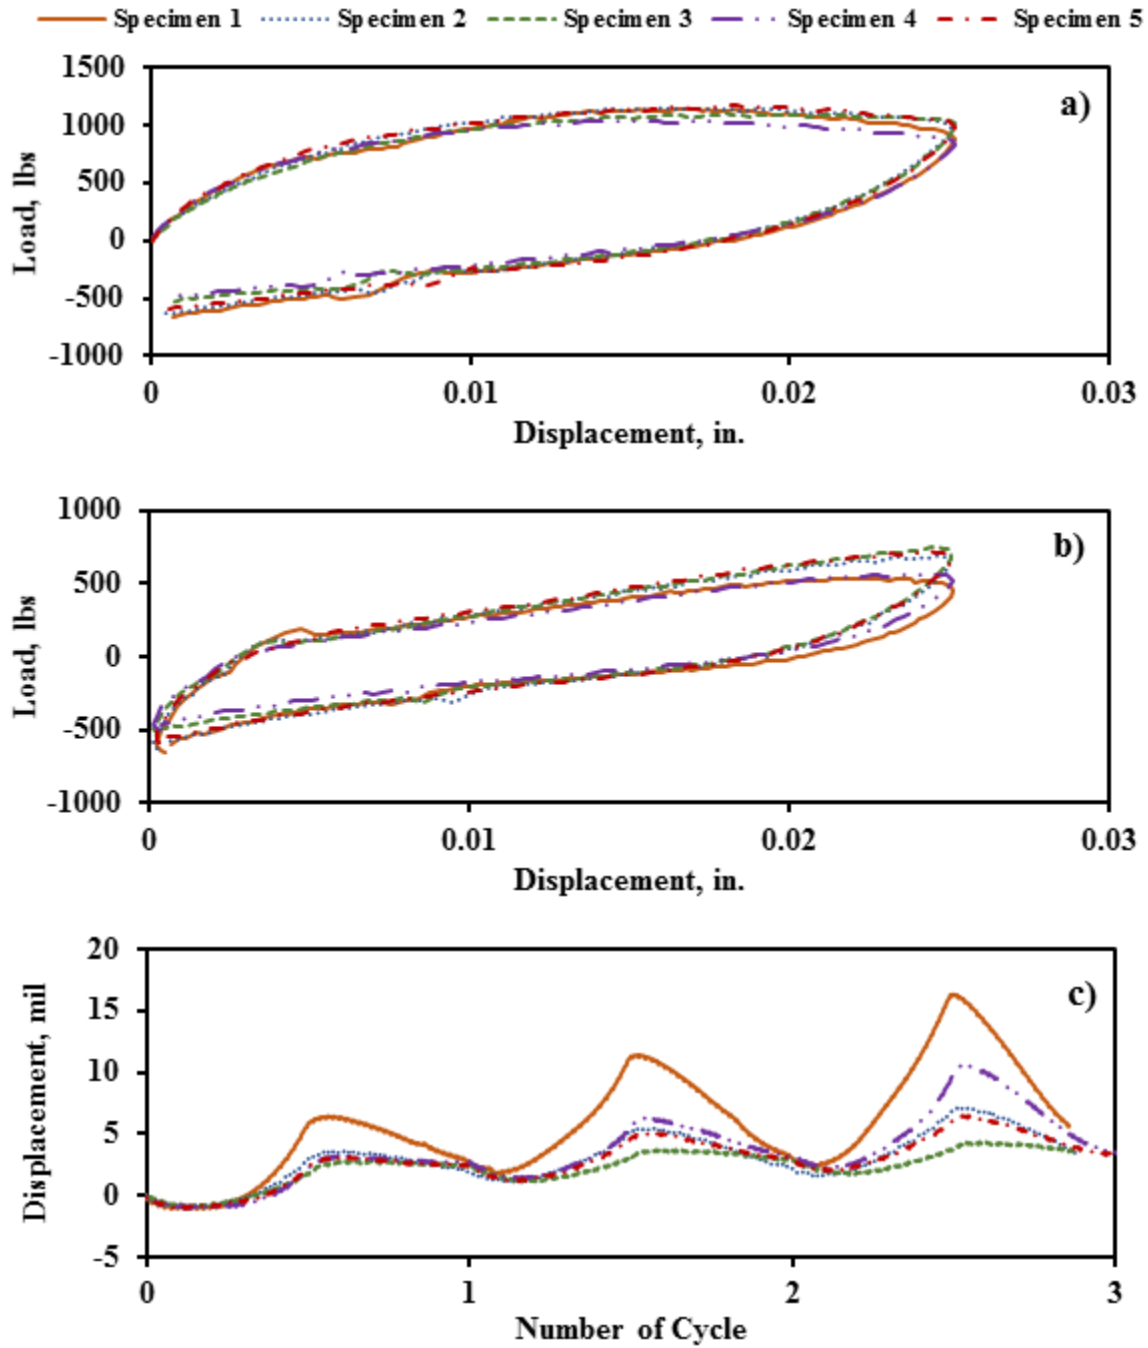 Specimen 1 Specimen 2 Specimen 3 Specimen 4 Specimen 5
1500
a)
1000
500
0
-500
-1000
Load, lbs
0 0.01 0.02 0.03
Displacement, in.
1000
b)
500
0
-500
-1000
Load, lbs
0 0.01 0.02 0.03
Displacement, in.
20
c)
15
10
5
0
-5
Displacement, mil
0 1 2 3
Number of Cycle